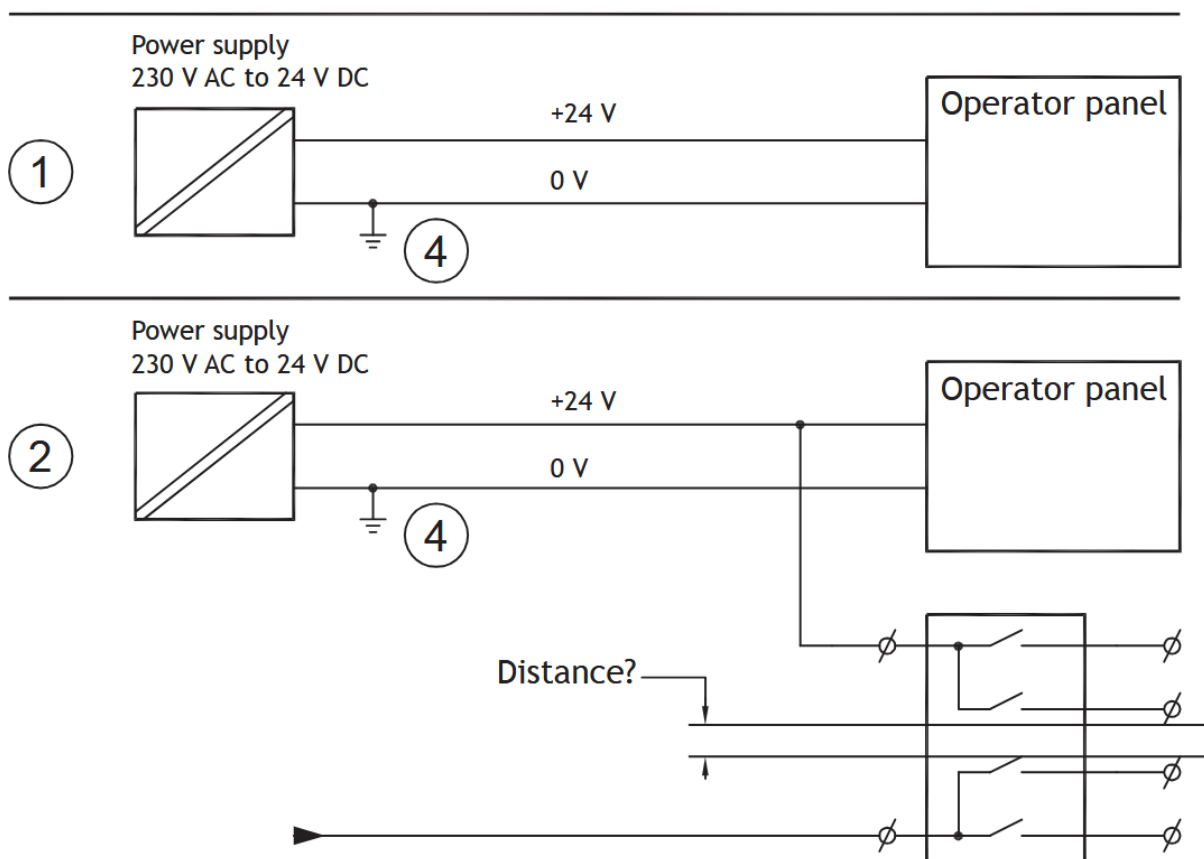 Power supply
230 V AC to 24 V DC
Operator panel
+24 V
1
0 V
4
Power supply
230 V AC to 24 V DC
Operator panel
+24 V
2
0 V
4
Distance?